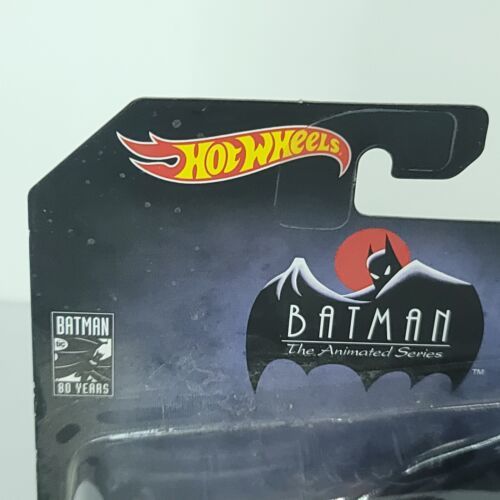 HOT WHEELS
BATMAN
The Animated Series
TM
BATMAN
DC
80 YEARS